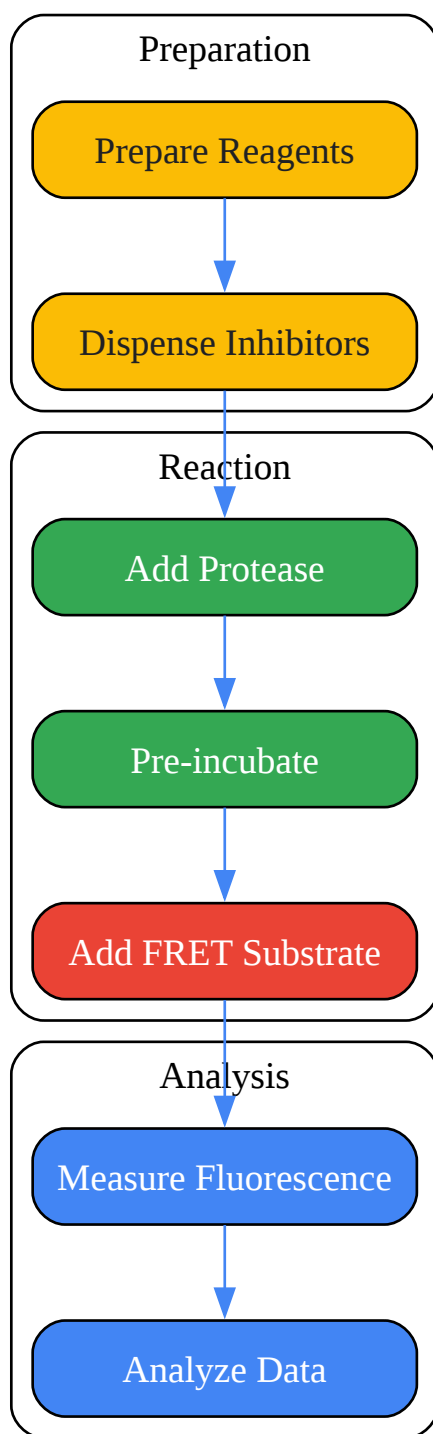 Preparation
Prepare Reagents
Dispense Inhibitors
Reaction
Add Protease
Pre-incubate
Add FRET Substrate
Analysis
Measure Fluorescence
Analyze Data